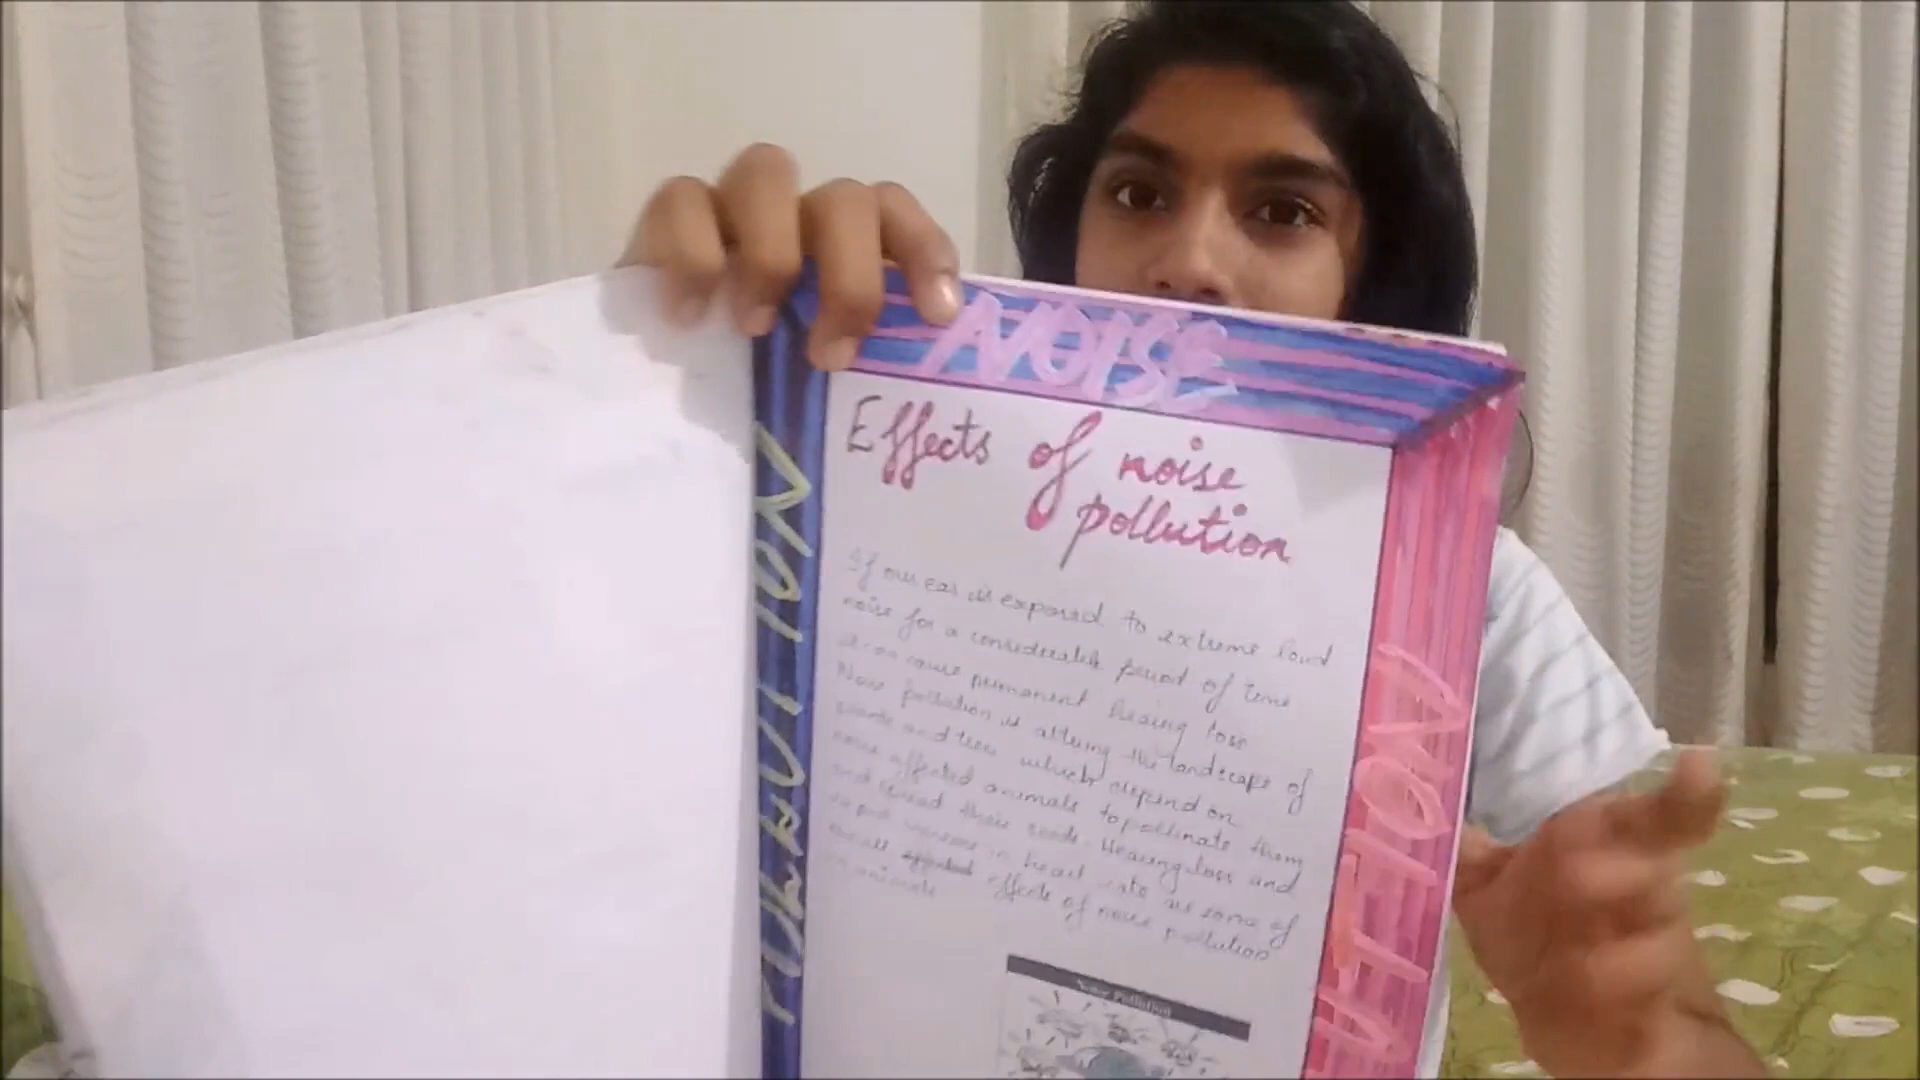 NOISE
Effects of noise
pollution
If our ear is exposed to extreme loud
noise for a considerable period of time
it can cause permanent hearing loss
Noise pollution is altering the landscape of
plants and trees which depend on
noise affected animals to pollinate them
and spread their seeds. Hearing loss and
rapid increase in heart rate are some of
overall effects of noise pollution
on animals
Noise Pollution
POLLUTION